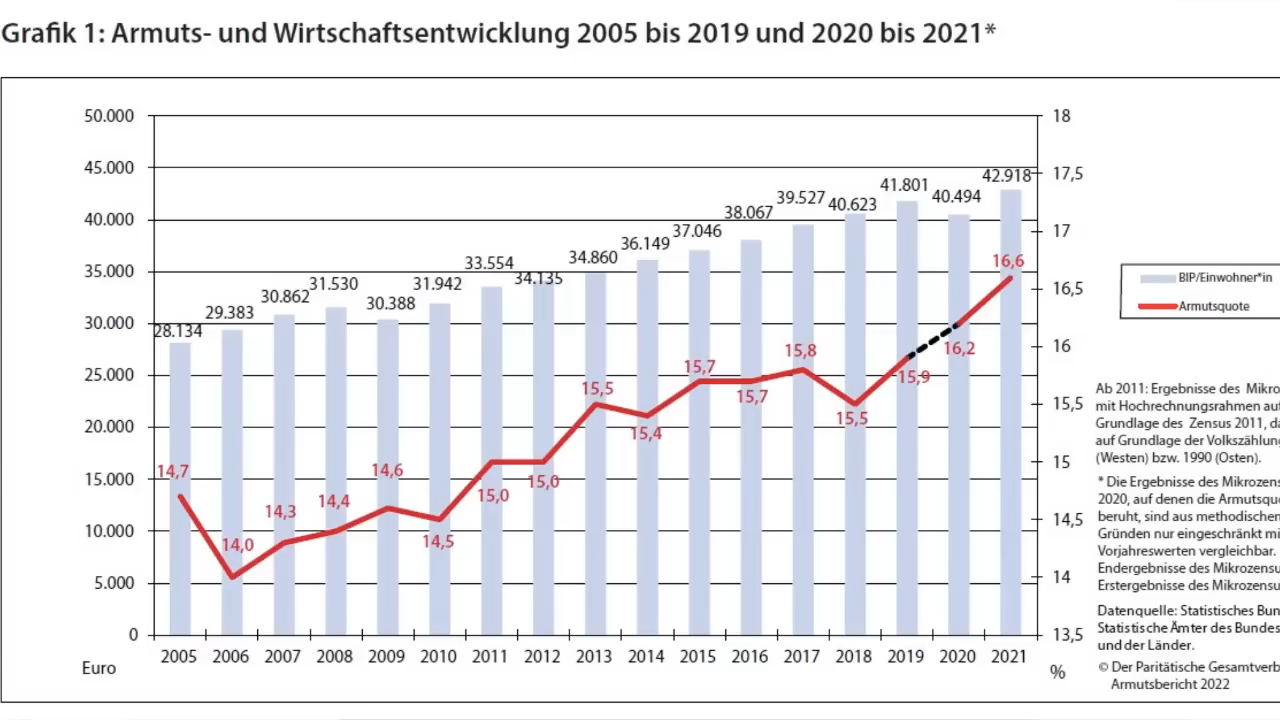 Grafik 1: Armuts- und Wirtschaftsentwicklung 2005 bis 2019 und 2020 bis 2021*
50.000
45.000
40.000
35.000
30.000
25.000
20.000
15.000
10.000
5.000
0
Euro
28.134
29.383
30.862
31.530
30.388
31.942
33.554
34.135
34.860
36.149
37.046
38.067
39.527
40.623
41.801
40.494
42.918
14,7
14,0
14,3
14,4
14,6
14,5
15,0
15,0
15,5
15,4
15,7
15,7
15,8
15,5
15,9
16,2
16,6
2005 2006 2007 2008 2009 2010 2011 2012 2013 2014 2015 2016 2017 2018 2019 2020 2021
18
17,5
17
16,5
16
15,5
15
14,5
14
13,5
%
BIP/Einwohner*in
Armutsquote
Ab 2011: Ergebnisse des Mikro
mit Hochrechnungsrahmen auf
Grundlage des Zensus 2011, da
auf Grundlage der Volkszählung
(Westen) bzw. 1990 (Osten).
* Die Ergebnisse des Mikrozens
2020, auf denen die Armutsquo
beruht, sind aus methodischen
Gründen nur eingeschränkt mi
Vorjahreswerten vergleichbar.
Endergebnisse des Mikrozensu
Erstergebnisse des Mikrozensu
Datenquelle: Statistisches Bun
Statistische Ämter des Bundes
und der Länder.
© Der Paritätische Gesamtverb
Armutsbericht 2022